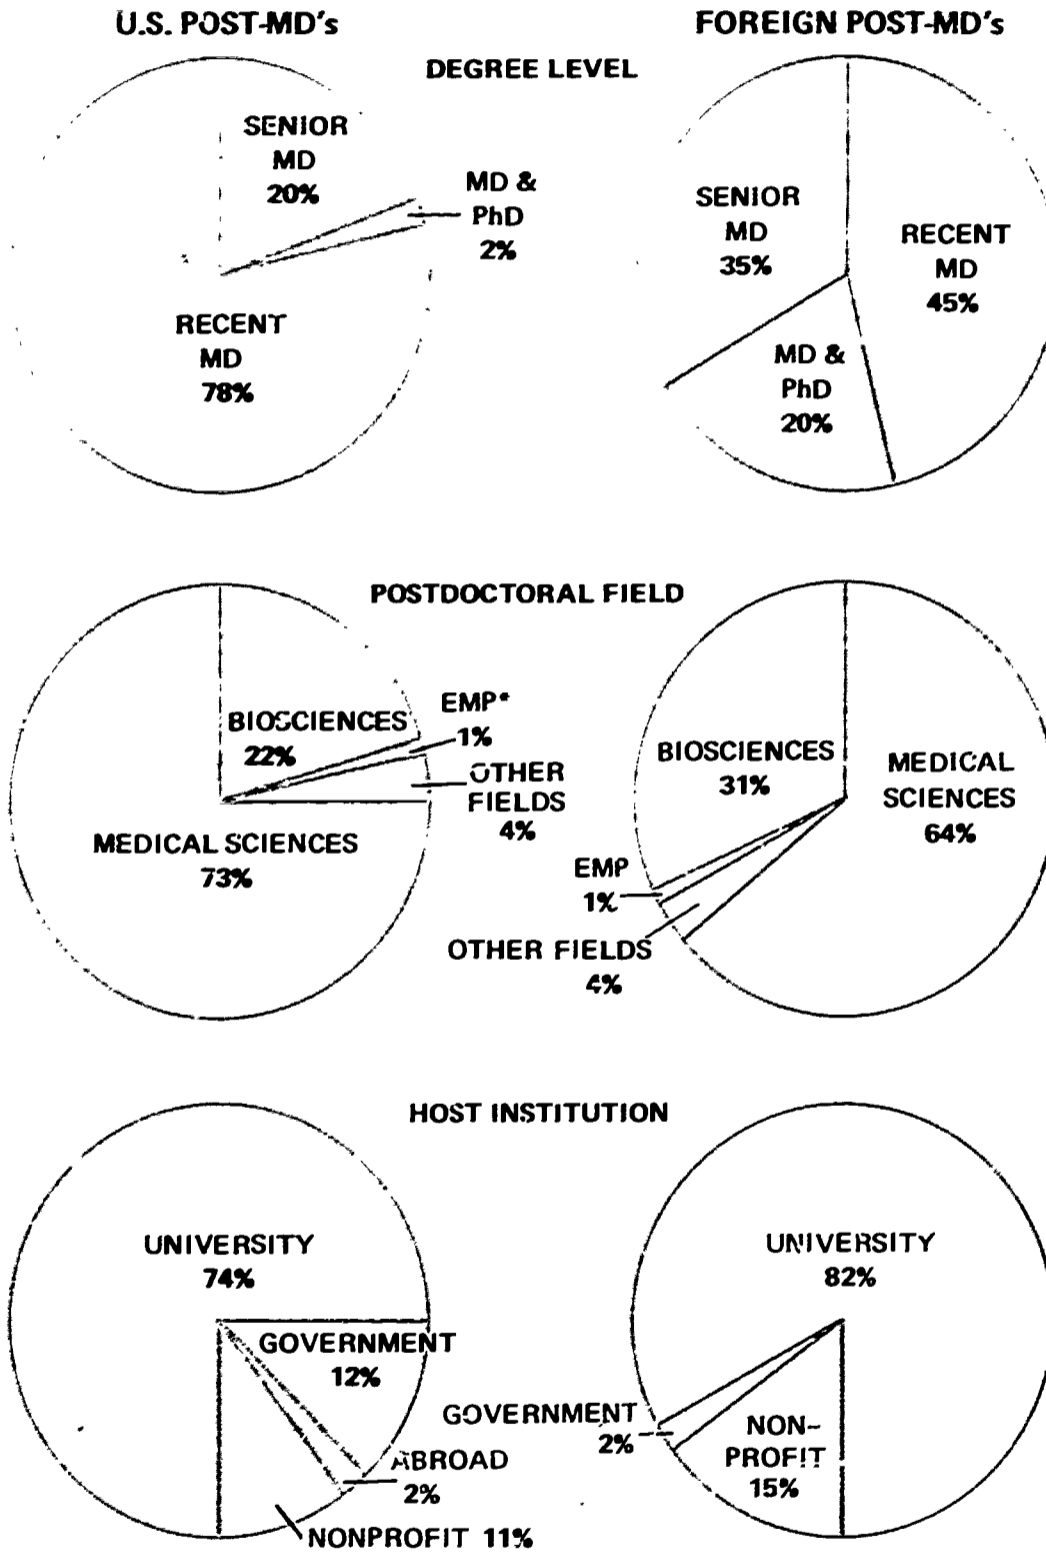 U.S. POST-MD's
FOREIGN POST-MD's
DEGREE LEVEL
SENIOR
MD
20%
MD &
PhD
2%
RECENT
MD
78%
SENIOR
MD
35%
RECENT
MD
45%
MD &
PhD
20%
POSTDOCTORAL FIELD
BIOSCIENCES
22%
EMP*
1%
OTHER
FIELDS
4%
MEDICAL SCIENCES
73%
BIOSCIENCES
31%
MEDICAL
SCIENCES
64%
EMP
1%
OTHER FIELDS
4%
HOST INSTITUTION
UNIVERSITY
74%
GOVERNMENT
12%
ABROAD
2%
NONPROFIT 11%
UNIVERSITY
82%
GOVERNMENT
2%
NON-
PROFIT
15%